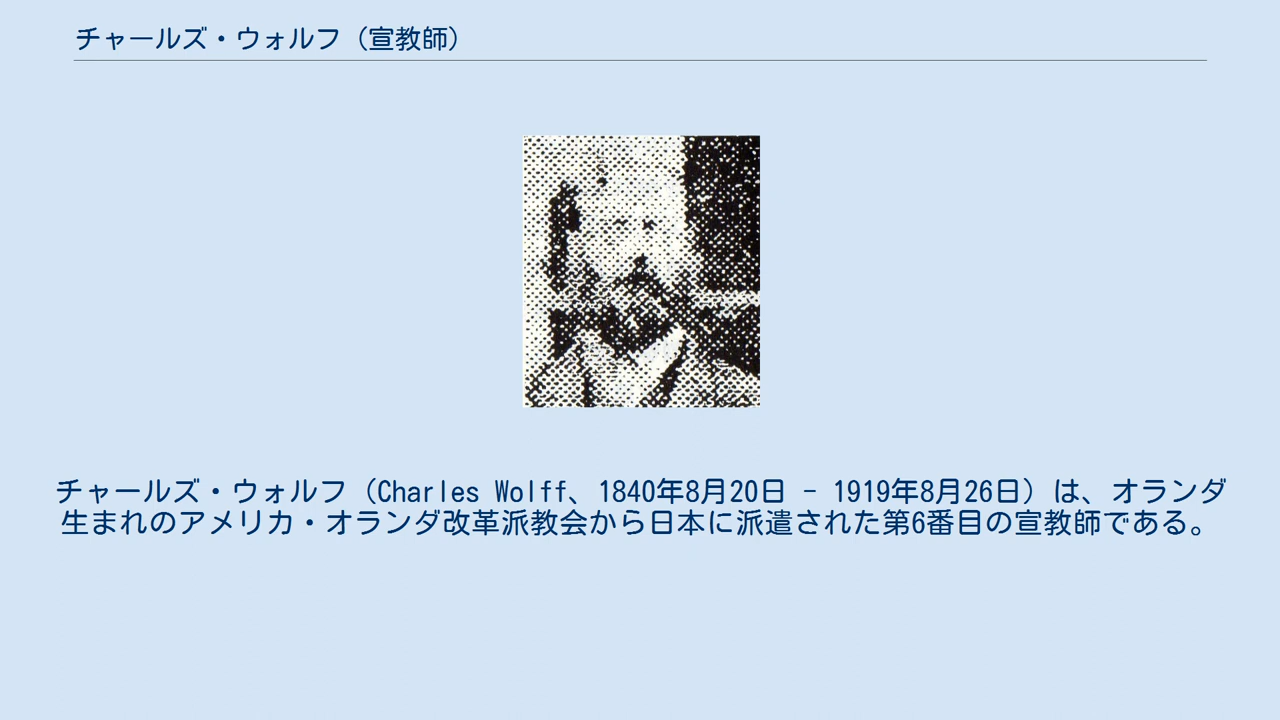 チャールズ・ウォルフ（宣教師）
チャールズ・ウォルフ（Charles Wolff、1840年8月20日 - 1919年8月26日）は、オランダ
生まれのアメリカ・オランダ改革派教会から日本に派遣された第6番目の宣教師である。